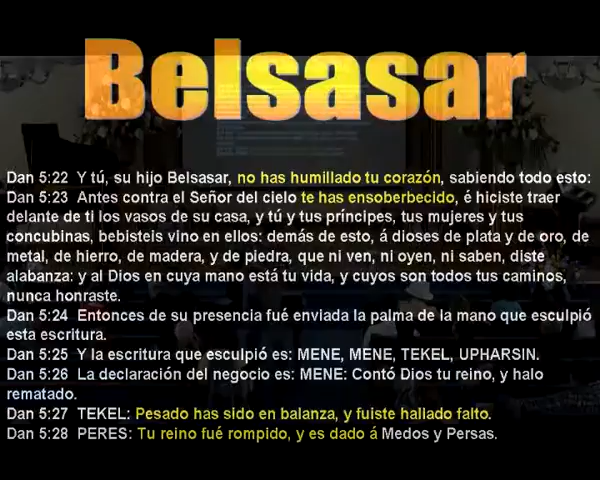 Belsasar
Dan 5:22 Y tú, su hijo Belsasar, no has humillado tu corazón, sabiendo todo esto:
Dan 5:23 Antes contra el Señor del cielo te has ensoberbecido, é hiciste traer
delante de ti los vasos de su casa, y tú y tus príncipes, tus mujeres y tus
concubinas, bebisteis vino en ellos: demás de esto, á dioses de plata y de oro, de
metal, de hierro, de madera, y de piedra, que ni ven, ni oyen, ni saben, diste
alabanza: y al Dios en cuya mano está tu vida, y cuyos son todos tus caminos,
nunca honraste.
Dan 5:24 Entonces de su presencia fué enviada la palma de la mano que esculpió
esta escritura.
Dan 5:25 Y la escritura que esculpió es: MENE, MENE, TEKEL, UPHARSIN.
Dan 5:26 La declaración del negocio es: MENE: Contó Dios tu reino, y halo
rematado.
Dan 5:27 TEKEL: Pesado has sido en balanza, y fuiste hallado falto.
Dan 5:28 PERES: Tu reino fué rompido, y es dado á Medos y Persas.